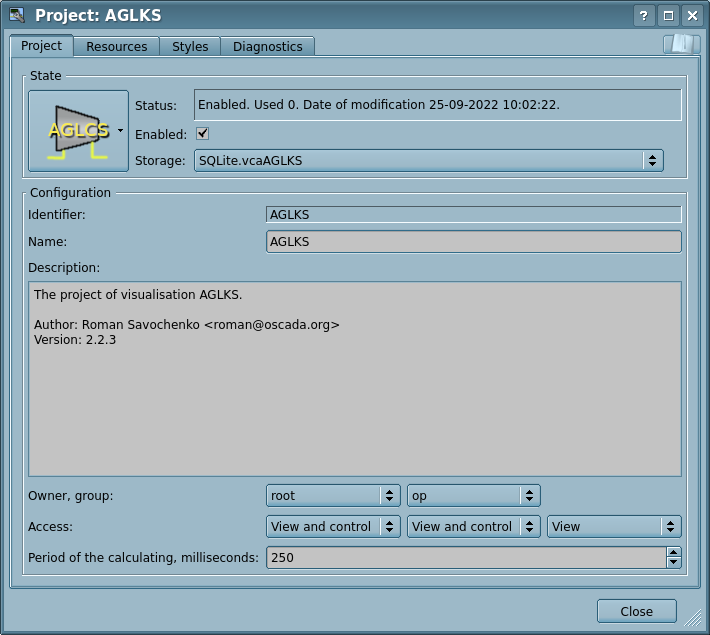 Project: AGLKS
Project Resources Styles Diagnostics
State
AGLCS
Status: Enabled. Used 0. Date of modification 25-09-2022 10:02:22.
Enabled:
Storage: SQLite.vcaAGLKS
Configuration
Identifier: AGLKS
Name: AGLKS
Description:
The project of visualisation AGLKS.
Author: Roman Savochenko <roman@oscada.org>
Version: 2.2.3
Owner, group: root op
Access: View and control View and control View
Period of the calculating, milliseconds: 250
Close